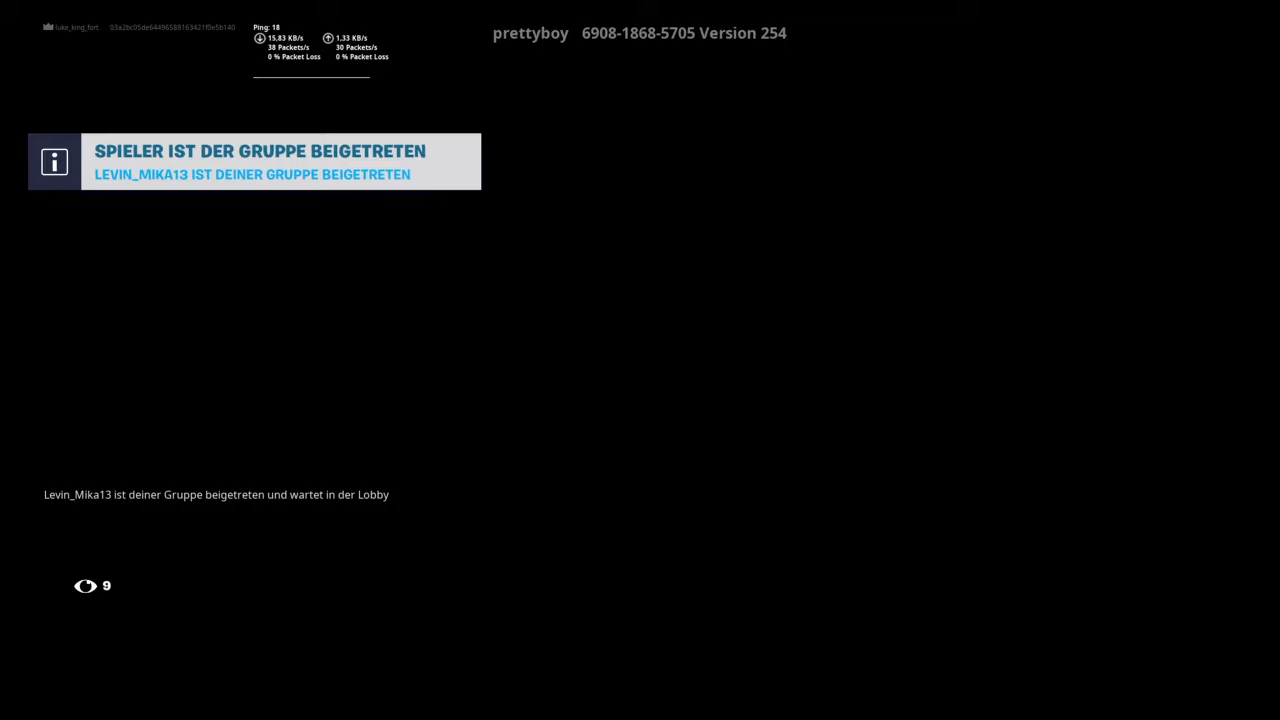 luke_king_fort 03a2bc05de64496588163421f0e5b140
Ping: 18
15,83 KB/s 1,33 KB/s
38 Packets/s 30 Packets/s
0 % Packet Loss 0 % Packet Loss
prettyboy 6908-1868-5705 Version 254
SPIELER IST DER GRUPPE BEIGETRETEN
LEVIN_MIKA13 IST DEINER GRUPPE BEIGETRETEN
Levin_Mika13 ist deiner Gruppe beigetreten und wartet in der Lobby
9